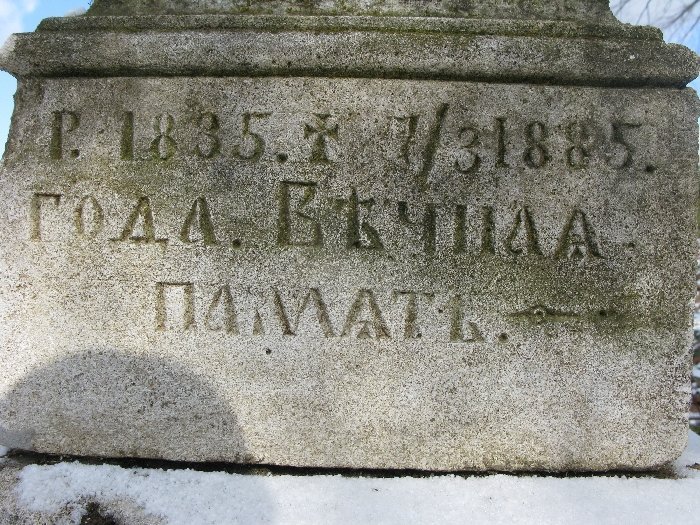 Р. 1835. ✝ 7/3 1885.
года. Вѣчнаѧ
памѧть.